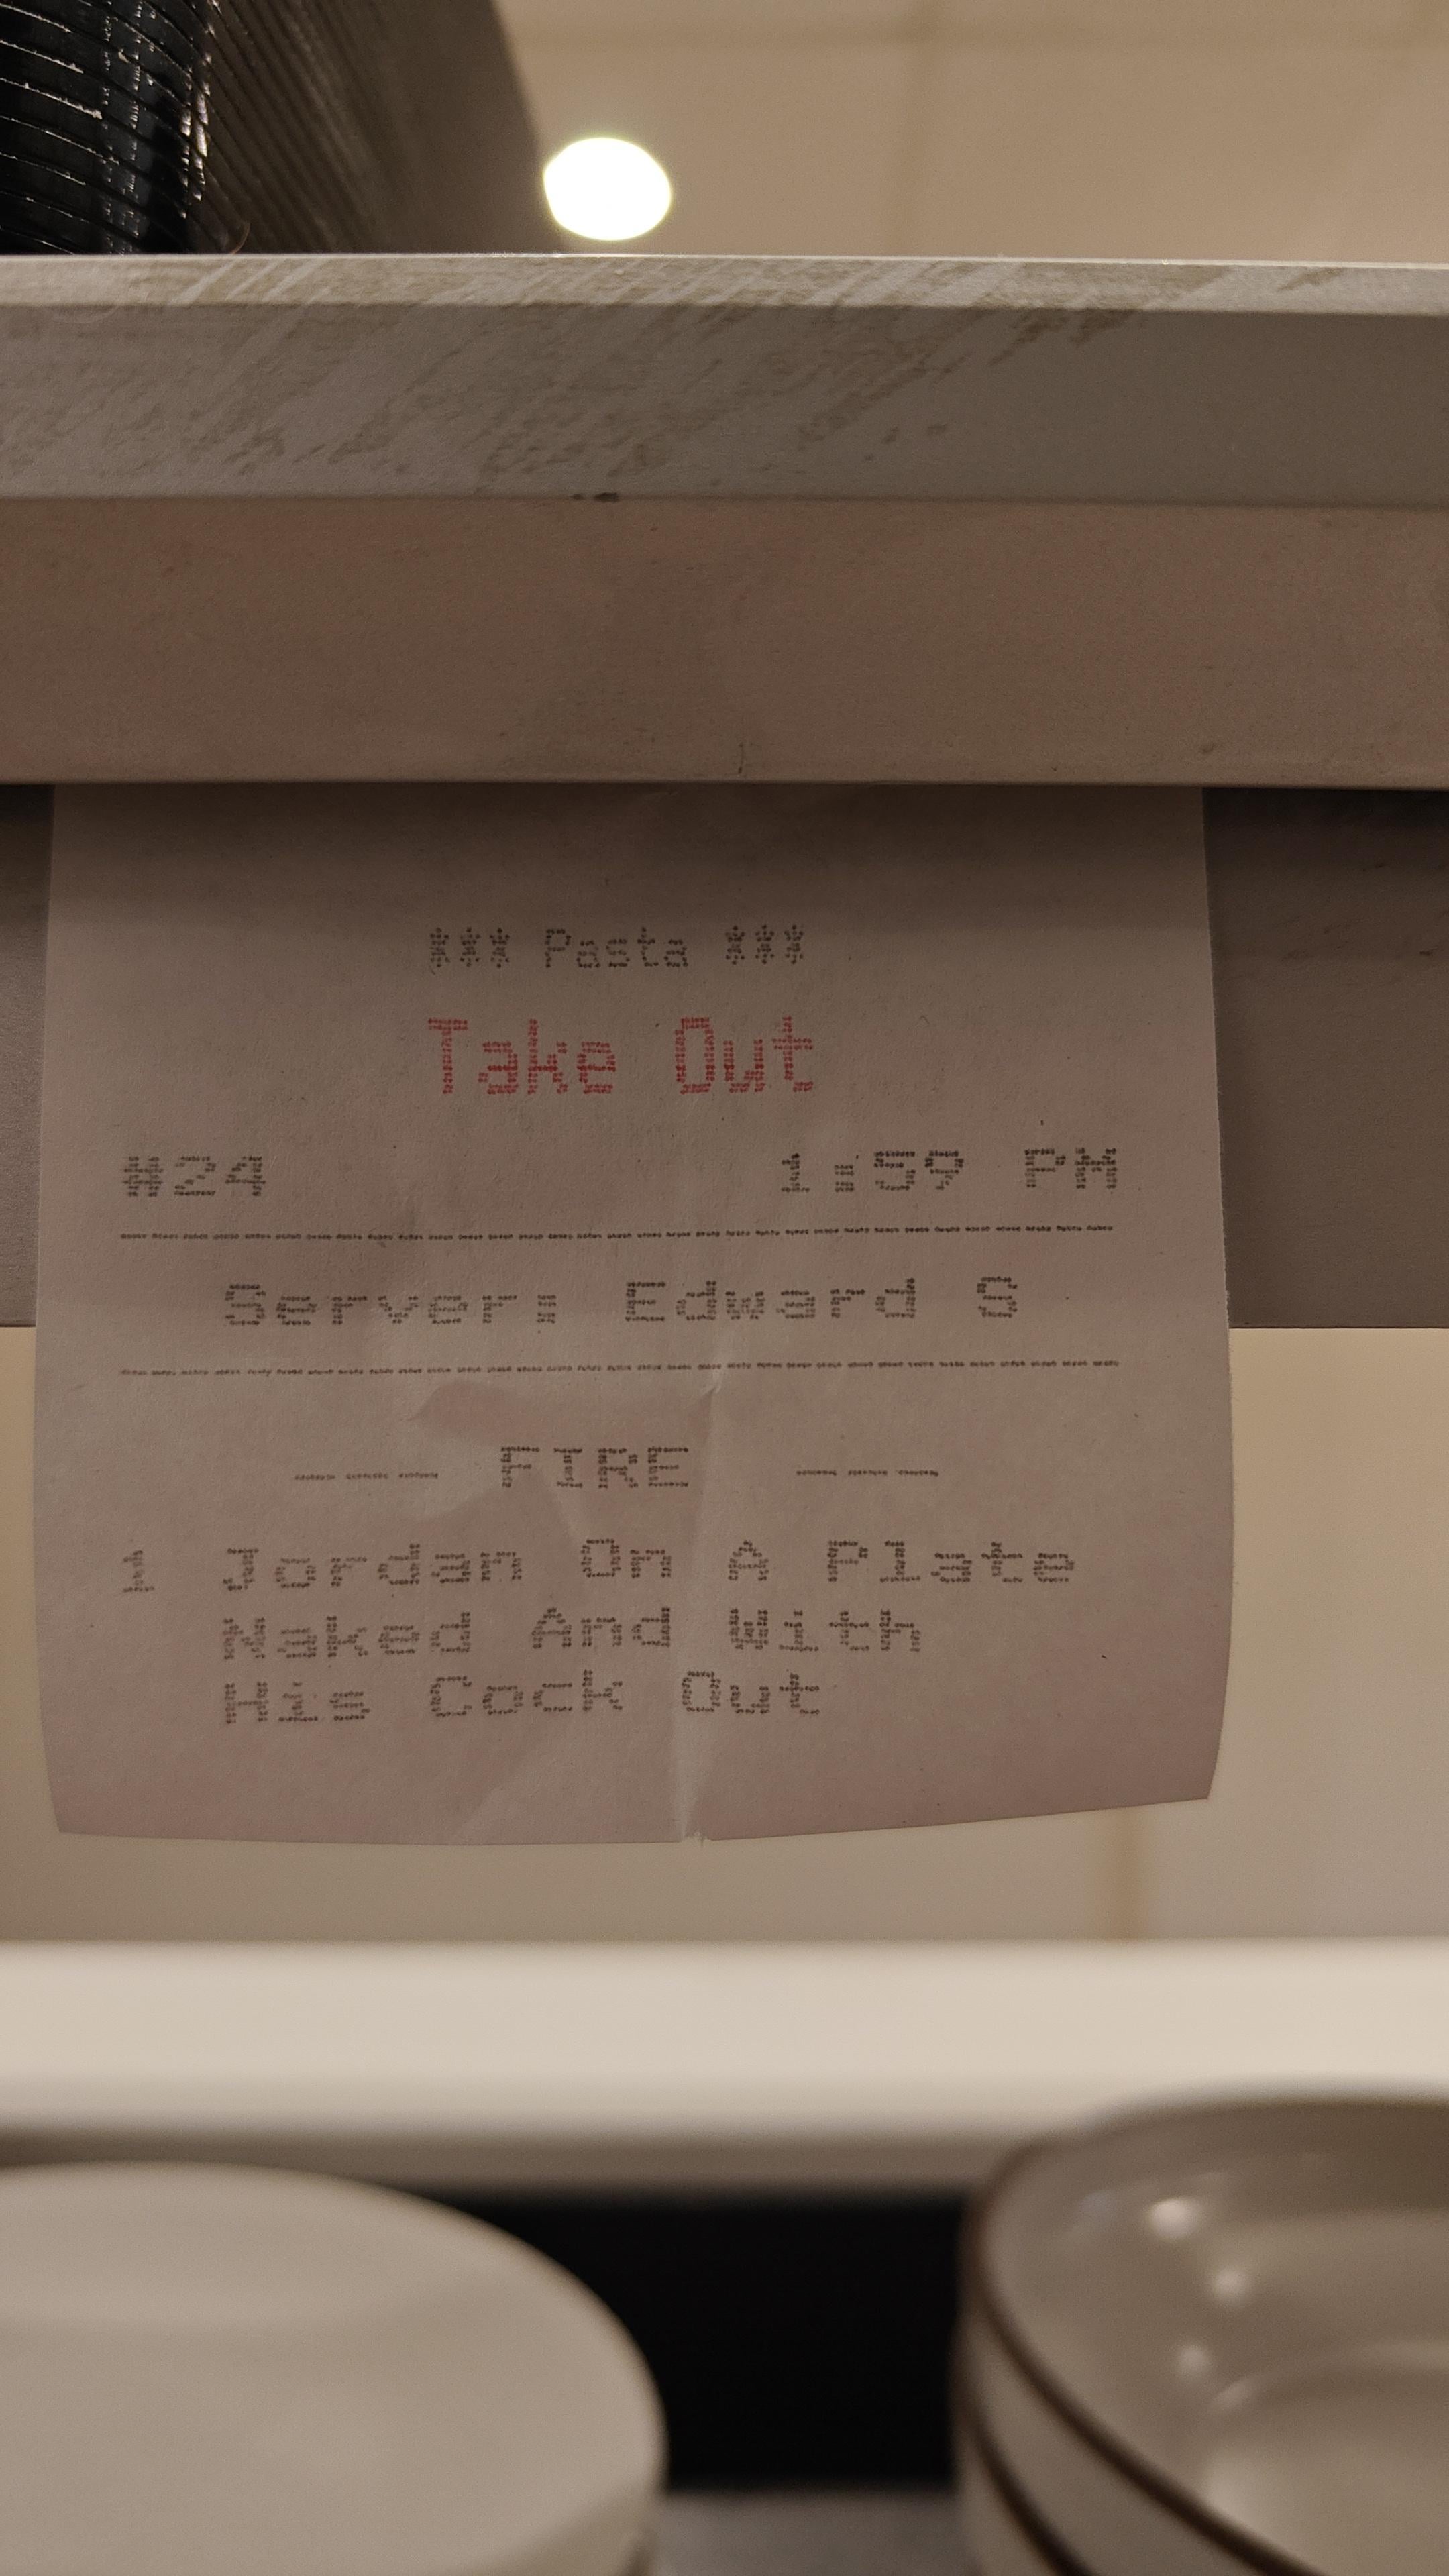 *** Pasta ***
Take Out
#24 1:59 PM
Server: Edward S
FIRE
1 Jordan On A Plate
Naked And With
His Cock Out